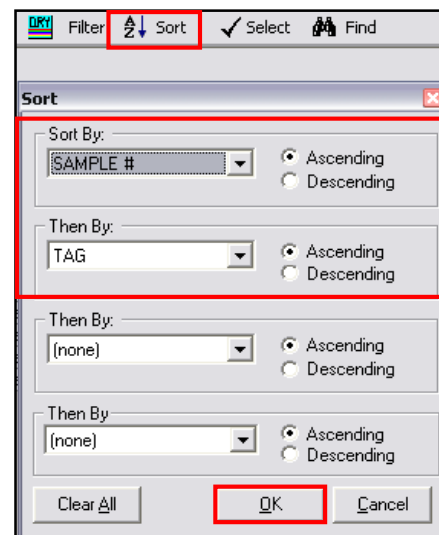 QRY Filter A Z Sort Select Find
Sort
Sort By:
SAMPLE # Ascending
Descending
Then By:
TAG Ascending
Descending
Then By:
(none) Ascending
Descending
Then By
(none) Ascending
Descending
Clear All OK Cancel